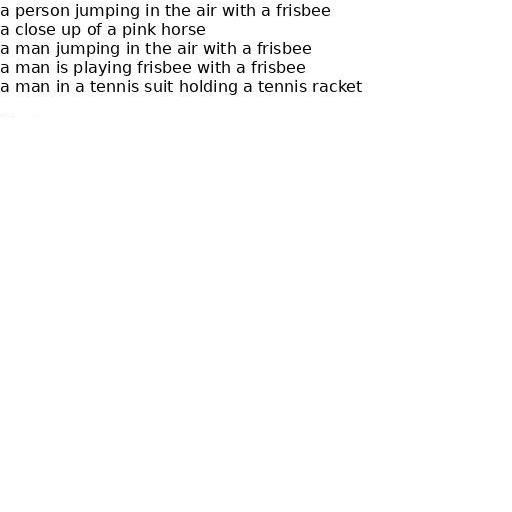 a person jumping in the air with a frisbee
a close up of a pink horse
a man jumping in the air with a frisbee
a man is playing frisbee with a frisbee
a man in a tennis suit holding a tennis racket